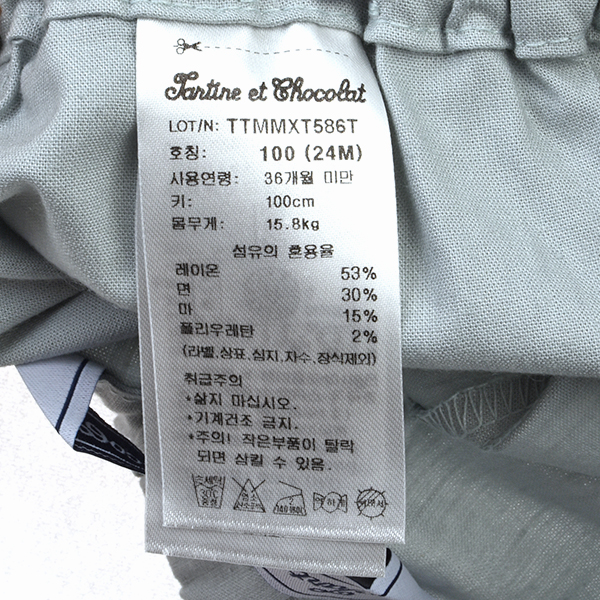 Tartine et Chocolat
LOT/N: TTMMXT586T
호칭: 100 (24M)
사용연령: 36개월 미만
키: 100cm
몸무게: 15.8kg
섬유의 혼용율
레이온 53%
면 30%
마 15%
폴리우레탄 2%
(라벨,상표,심지,자수,장식제외)
취급주의
*삶지 마십시오.
*기계건조 금지.
*주의! 작은부품이 탈락
되면 삼킬 수 있음.